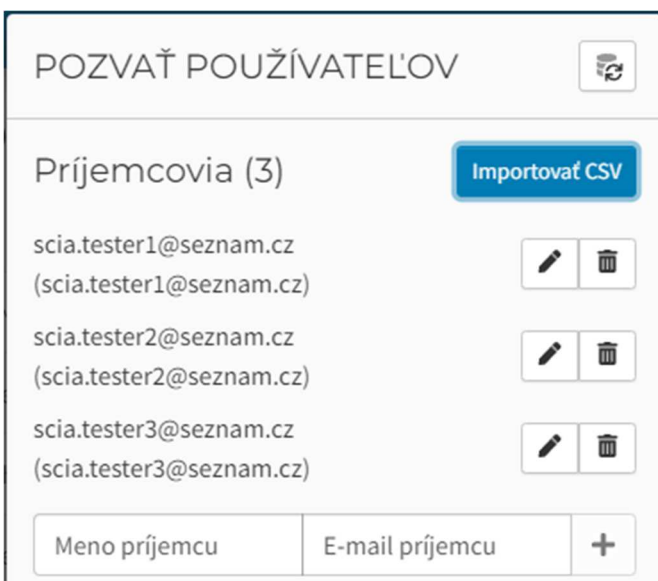 POZVAŤ POUŽÍVATEĽOV
Príjemcovia (3)
Importovať CSV
scia.tester1@seznam.cz
(scia.tester1@seznam.cz)
scia.tester2@seznam.cz
(scia.tester2@seznam.cz)
scia.tester3@seznam.cz
(scia.tester3@seznam.cz)
Meno príjemcu
E-mail príjemcu